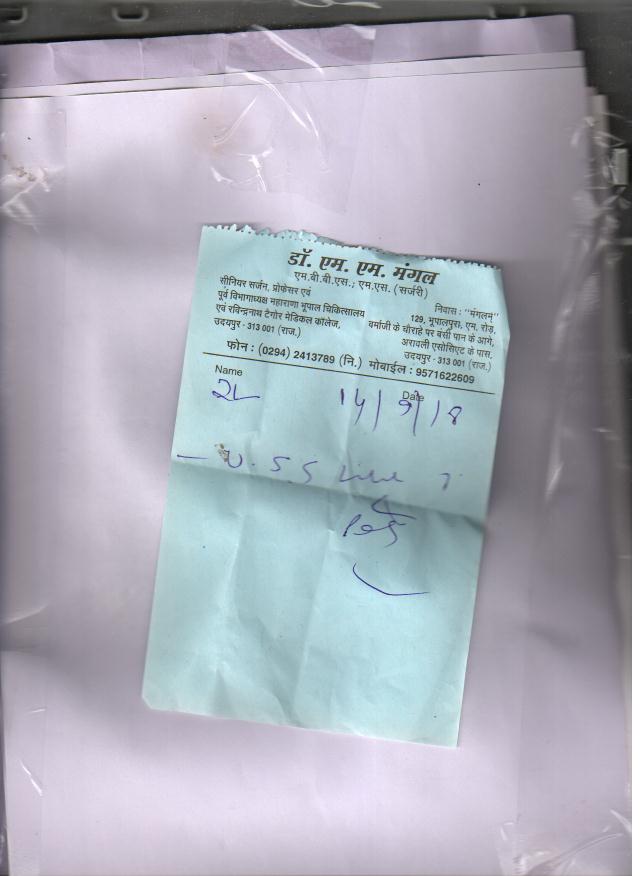 डॉ. एम. एम. मंगल
एम.बी.बी.एस.; एम.एस. (सर्जरी)
सीनियर सर्जन, प्रोफेसर एवं
पूर्व विभागाध्यक्ष महाराणा भूपाल चिकित्सालय
एवं रविन्द्रनाथ टैगोर मेडिकल कॉलेज,
उदयपुर - 313 001 (राज.)
निवास : "मंगलम"
129, भूपालपुरा, एम. रोड़,
बर्माजी के चौराहे पर बंसी पान के आगे,
अरावली एसोसिएट के पास,
उदयपुर - 313 001 (राज.)
फोन : (0294) 2413789 (नि.) मोबाईल : 9571622609
Name
Date
14/9/18